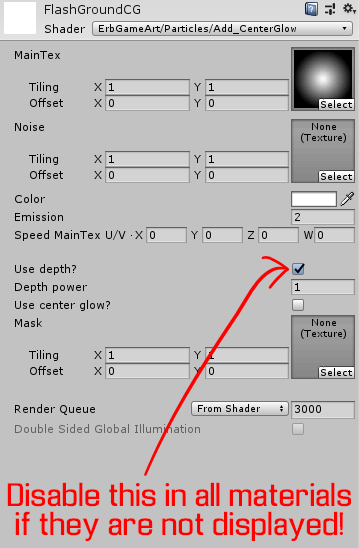 FlashGroundCG
Shader ErbGameArt/Particles/Add_CenterGlow
MainTex
Tiling X 1 Y 1
Offset X 0 Y 0
Select
Noise
None
(Texture)
Tiling X 1 Y 1
Offset X 0 Y 0
Select
Color
Emission 2
Speed MainTex U/V · X 0 Y 0 Z 0 W 0
Use depth?
Depth power 1
Use center glow?
Mask
None
(Texture)
Tiling X 1 Y 1
Offset X 0 Y 0
Select
Render Queue From Shader 3000
Double Sided Global Illumination
Disable this in all materials
if they are not displayed!